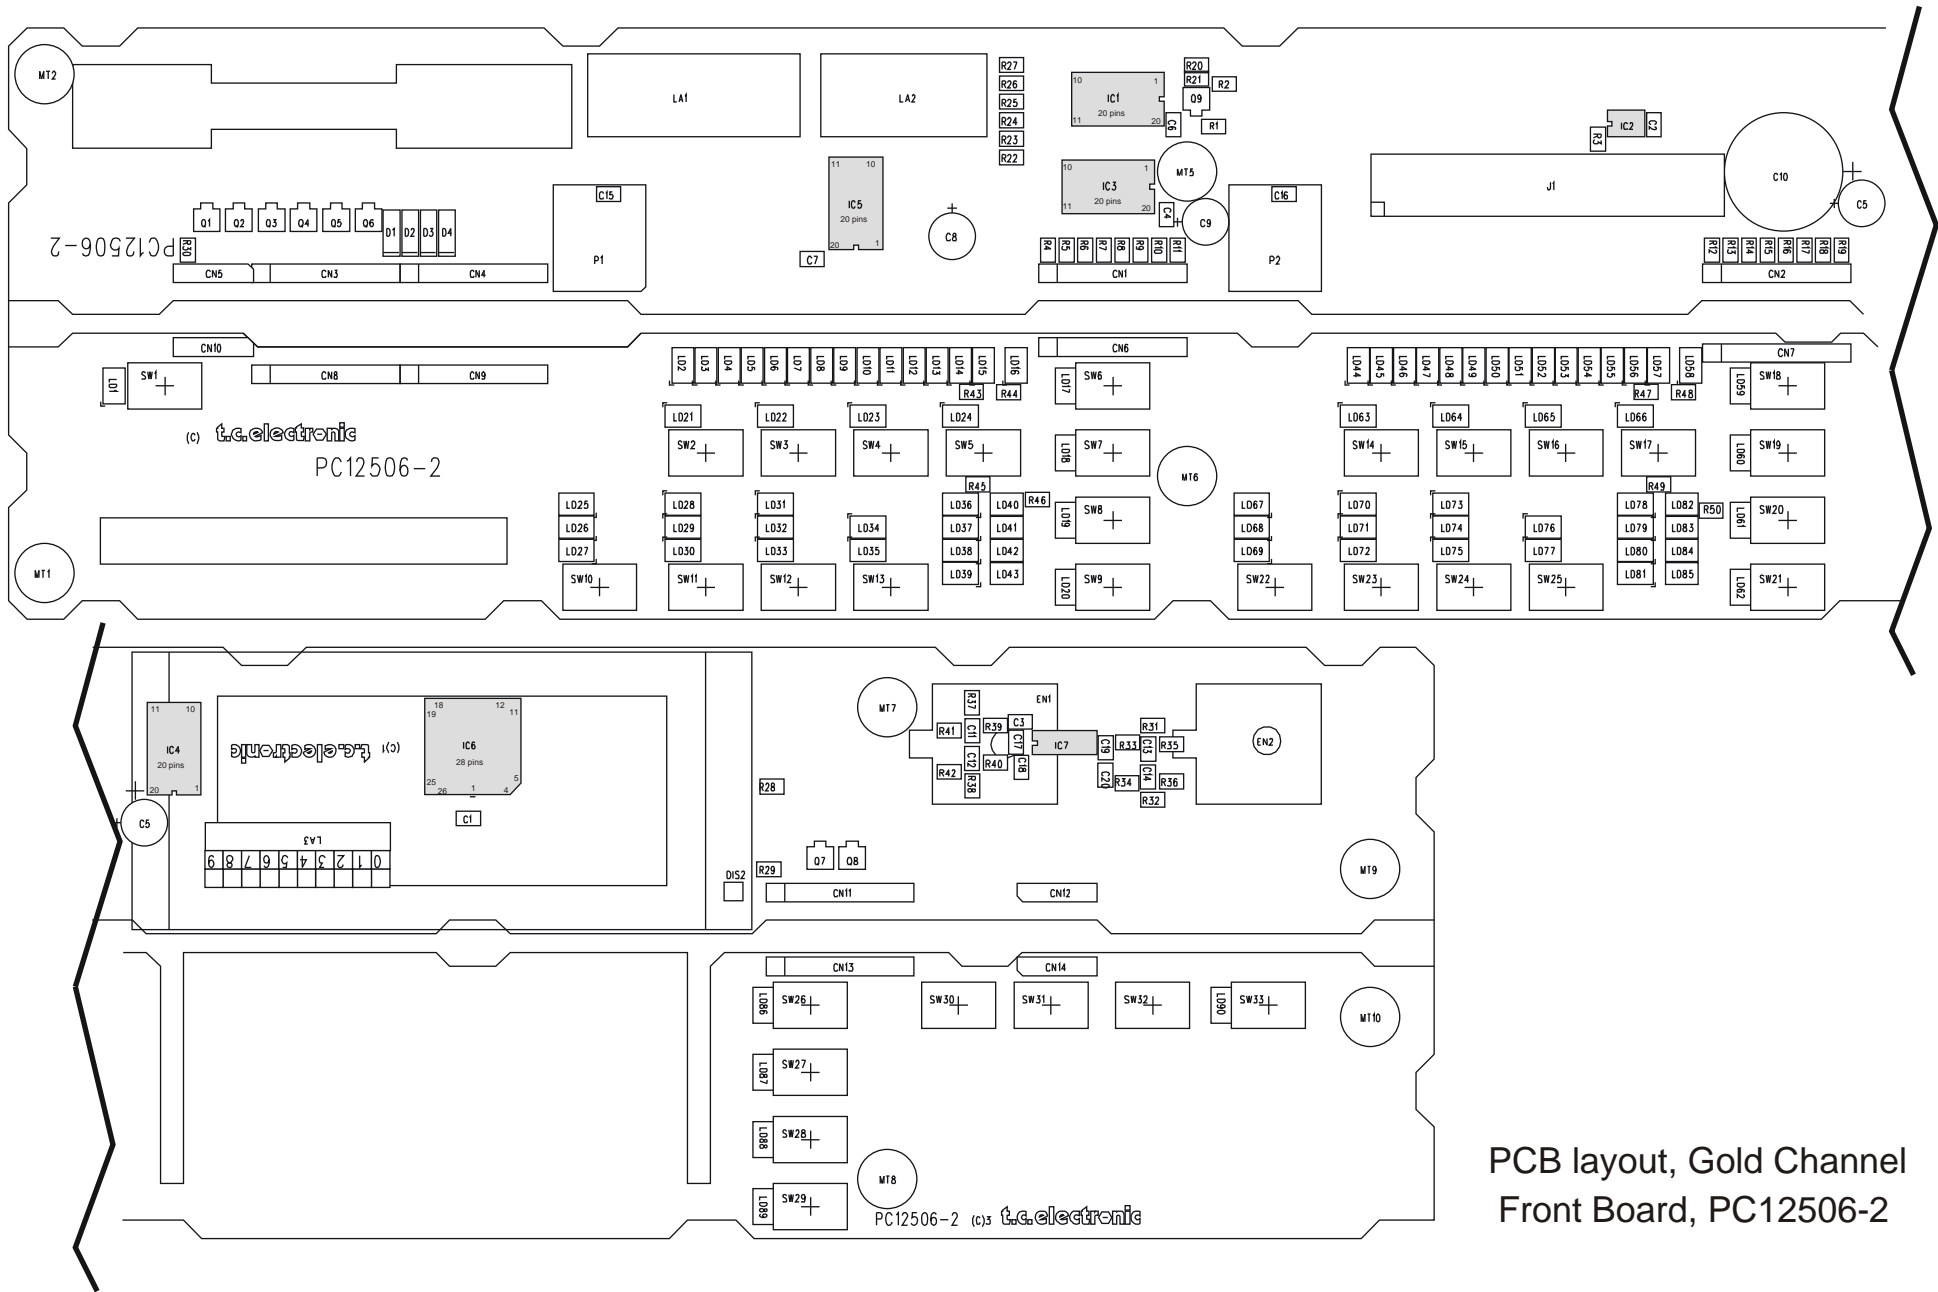 MT2
LA1
LA2
R27
R26
R25
R24
R23
R22
10 1
IC1
20 pins
11 20
C6
R20
R21
R2
Q9
R1
10 1
IC3
20 pins
11 20
C4
MT5
C9
R3
IC2
C2
J1
C10
C5
11 10
IC5
20 pins
20 1
C7
C8
C15
P1
C16
P2
Q1 Q2 Q3 Q4 Q5 Q6
D1 D2 D3 D4
PC12506-2
R30
CN5 CN3 CN4
R4 R5 R6 R7 R8 R9 R10 R11
CN1
R12 R13 R14 R15 R16 R17 R18 R19
CN2
CN10
LD1
SW1
CN8 CN9
(C) t.c.electronic
PC12506-2
MT1
LD2 LD3 LD4 LD5 LD6 LD7 LD8 LD9 LD10 LD11 LD12 LD13 LD14 LD15 LD16
R43 R44
CN6
LD17 SW6
LD21 LD22 LD23 LD24
SW2 SW3 SW4 SW5
LD18 SW7
MT6
R45
R46
LD25 LD28 LD31 LD36 LD40
LD26 LD29 LD32 LD34 LD37 LD41
LD27 LD30 LD33 LD35 LD38 LD42
LD39 LD43
LD19 SW8
SW10 SW11 SW12 SW13
LD20 SW9
LD44 LD45 LD46 LD47 LD48 LD49 LD50 LD51 LD52 LD53 LD54 LD55 LD56 LD57 LD58
R47 R48
CN7
LD59 SW18
LD63 LD64 LD65 LD66
SW14 SW15 SW16 SW17
LD60 SW19
R49
R50
LD67 LD70 LD73 LD78 LD82
LD68 LD71 LD74 LD76 LD79 LD83
LD69 LD72 LD75 LD77 LD80 LD84
LD81 LD85
LD61 SW20
SW22 SW23 SW24 SW25
LD62 SW21
11 10
IC4
20 pins
20 1
C5
t.c.electronic (C)1
18 12
19 11
IC6
28 pins
25 5
26 1 4
C1
LA3
9 8 7 6 5 4 3 2 1 0
DIS2
R28
R29
Q7 Q8
CN11
CN12
MT7
EN1
R37
R41 C11 R39 C3
C17
IC7
R42 C12 R40 C18
R38
C19 R33 C13 R35
R31
C20 R34 C14 R36
R32
EN2
MT9
CN13
CN14
LD86 SW26
SW30 SW31 SW32
LD90 SW33
MT10
LD87 SW27
LD88 SW28
LD89 SW29
MT8
PC12506-2 (C)3 t.c.electronic
PCB layout, Gold Channel
Front Board, PC12506-2